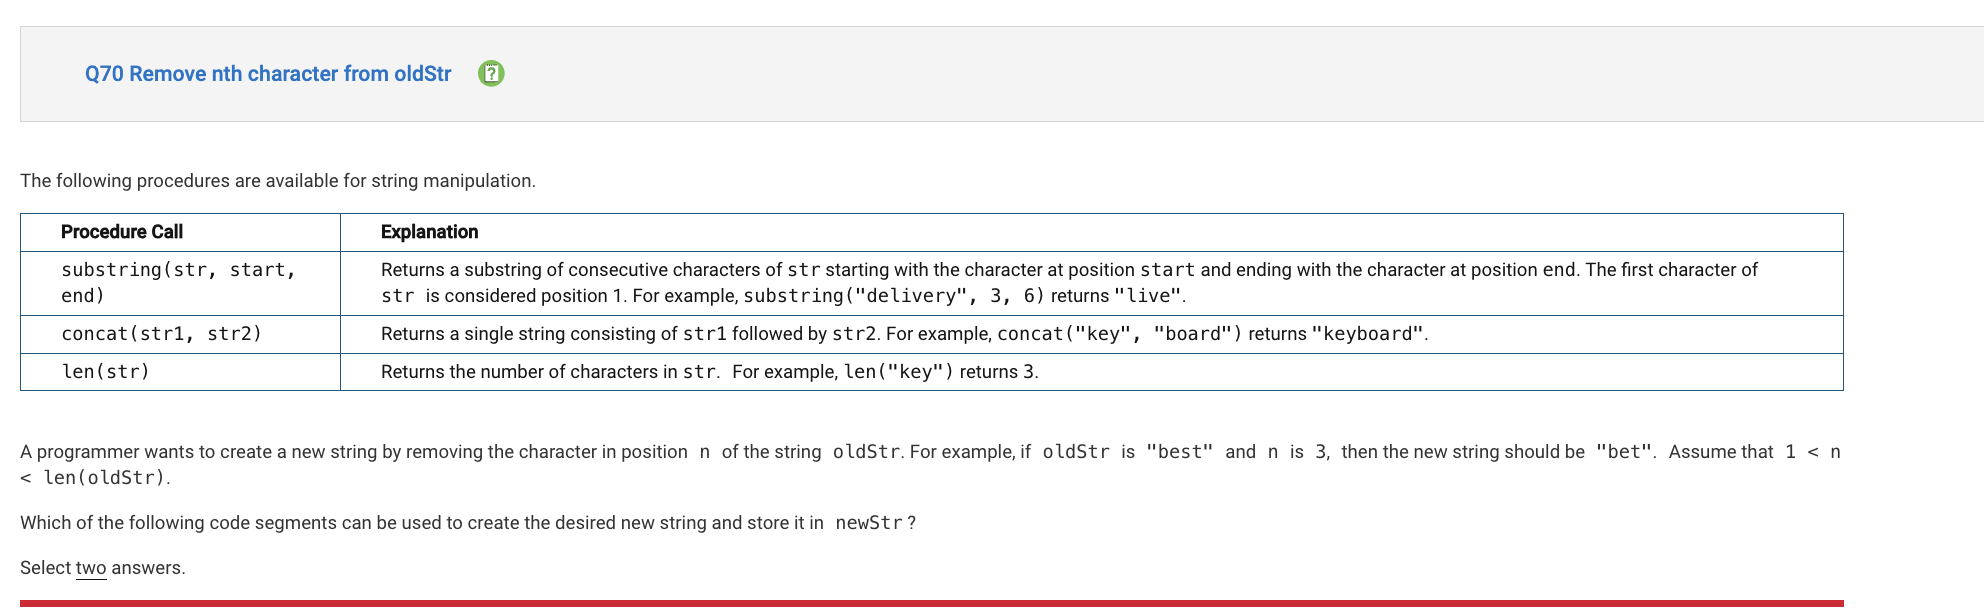 Q70 Remove nth character from oldStr
The following procedures are available for string manipulation.
Procedure Call Explanation
substring(str, start, Returns a substring of consecutive characters of str starting with the character at position start and ending with the character at position end. The first character of
end) str is considered position 1. For example, substring("delivery", 3, 6) returns "live".
concat(str1, str2) Returns a single string consisting of str1 followed by str2. For example, concat("key", "board") returns "keyboard".
len(str) Returns the number of characters in str. For example, len("key") returns 3.
A programmer wants to create a new string by removing the character in position n of the string oldStr. For example, if oldStr is "best" and n is 3, then the new string should be "bet". Assume that 1 < n
< len(oldStr).
Which of the following code segments can be used to create the desired new string and store it in newStr ?
Select two answers.